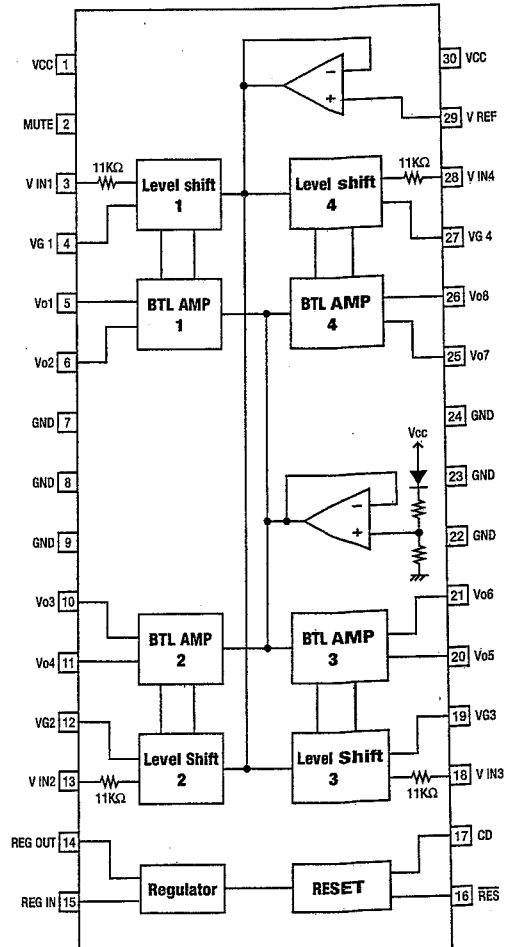 VCC 1
30 VCC
MUTE 2
29 V REF
V IN1 3
11KΩ
Level shift
1
Level shift
4
11KΩ
28 V IN4
VG 1 4
27 VG 4
Vo1 5
BTL AMP
1
BTL AMP
4
26 Vo8
Vo2 6
25 Vo7
GND 7
24 GND
Vcc
GND 8
23 GND
GND 9
22 GND
−
+
−
+
Vo3 10
21 Vo6
BTL AMP
2
BTL AMP
3
Vo4 11
20 Vo5
VG2 12
19 VG3
Level Shift
2
Level Shift
3
V IN2 13
11KΩ
11KΩ
18 V IN3
REG OUT 14
17 CD
Regulator
RESET
REG IN 15
16 R̅E̅S̅